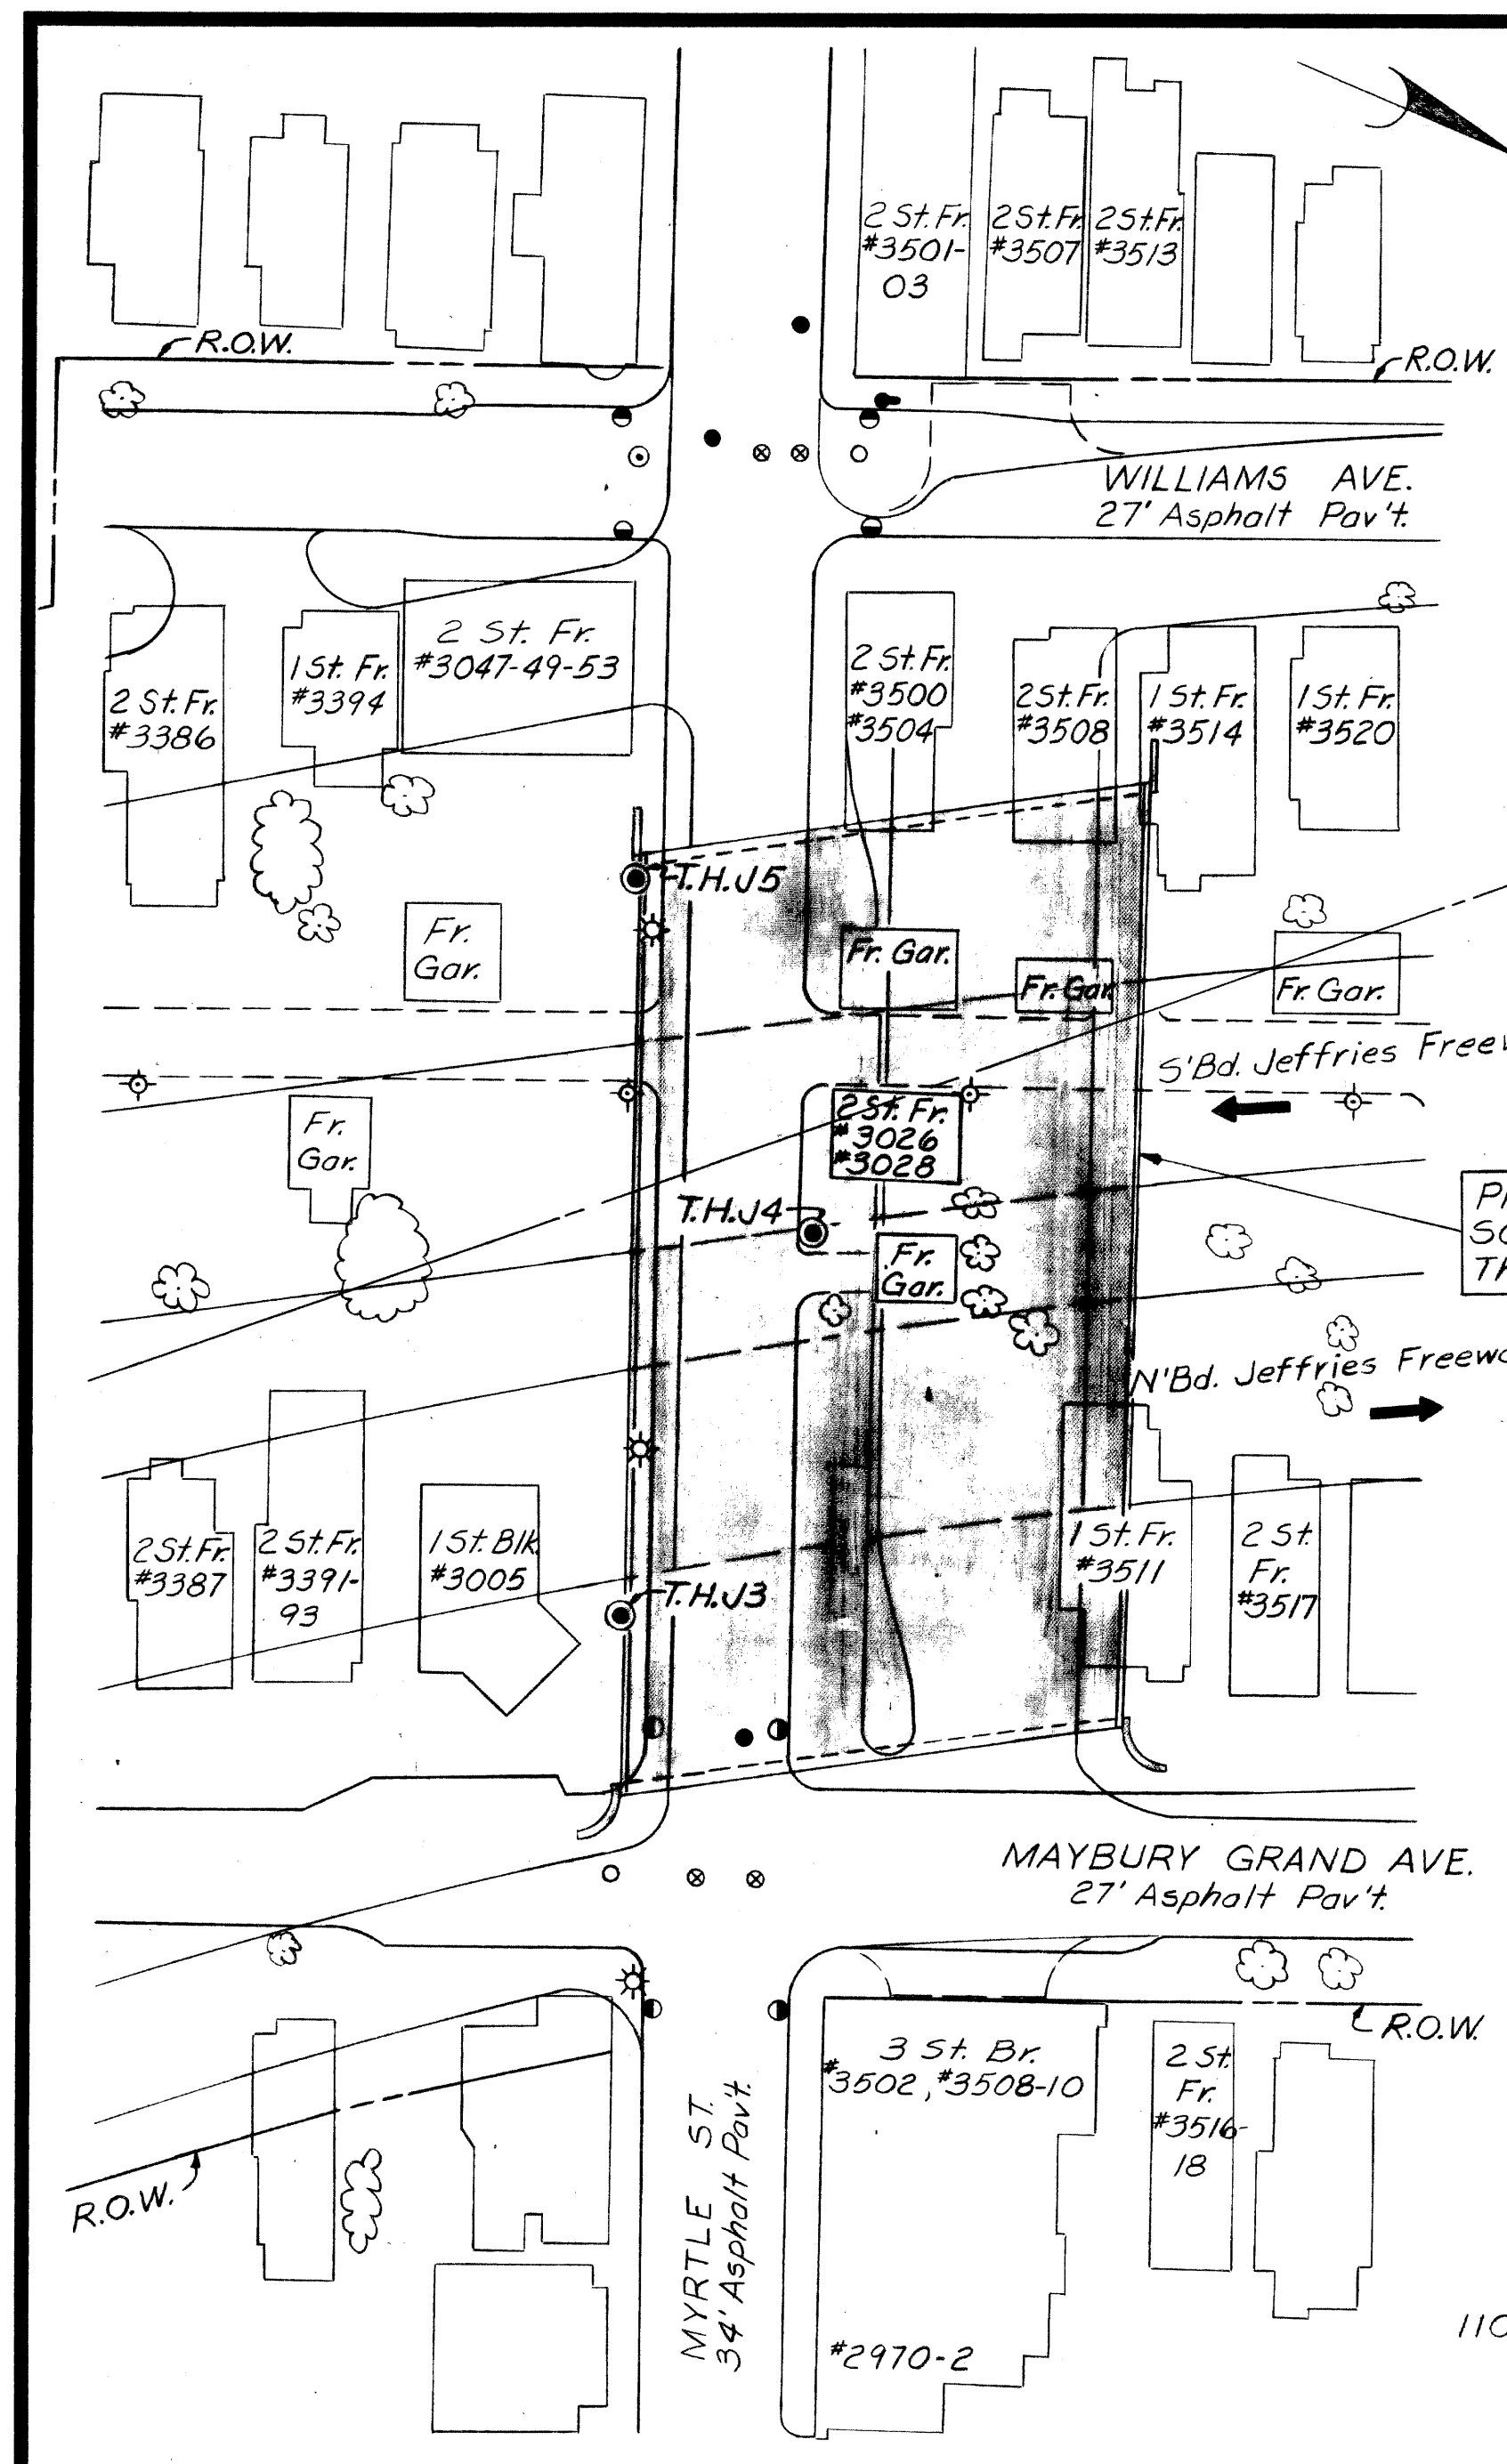 2 St. Fr.
#3501-
03
2 St. Fr.
#3507
2 St. Fr.
#3513
R.O.W.
R.O.W.
WILLIAMS AVE.
27' Asphalt Pav't.
2 St. Fr.
#3386
1 St. Fr.
#3394
2 St. Fr.
#3047-49-53
2 St. Fr.
#3500
#3504
2 St. Fr.
#3508
1 St. Fr.
#3514
1 St. Fr.
#3520
T.H.J5
Fr.
Gar.
Fr. Gar.
Fr. Gar.
Fr. Gar.
S'Bd. Jeffries
Fr.
Gar.
2 St. Fr.
#3026
#3028
T.H.J4
Fr.
Gar.
N'Bd. Jeffries
2 St. Fr.
#3387
2 St. Fr.
#3391-
93
1 St. Blk.
#3005
T.H.J3
1 St. Fr.
#3511
2 St.
Fr.
#3517
MAYBURY GRAND AVE.
27' Asphalt Pav't.
R.O.W.
3 St. Br.
#3502, #3508-10
2 St.
Fr.
#3516-
18
R.O.W.
MYRTLE ST.
34' Asphalt Pav't.
#2970-2
110